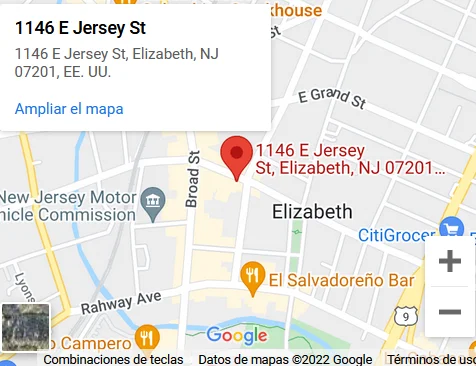 ckhouse
1146 E Jersey St
1146 E Jersey St, Elizabeth, NJ
07201, EE. UU.
Ampliar el mapa
E Grand St
1146 E Jersey
St, Elizabeth, NJ 07201...
Broad St
New Jersey Motor
hicle Commission
Elizabeth
CitiGrocer
El Salvadoreño Bar
Lyons
Rahway Ave
9
o Campero
Google
Combinaciones de teclas
Datos de mapas ©2022 Google
Términos de uso